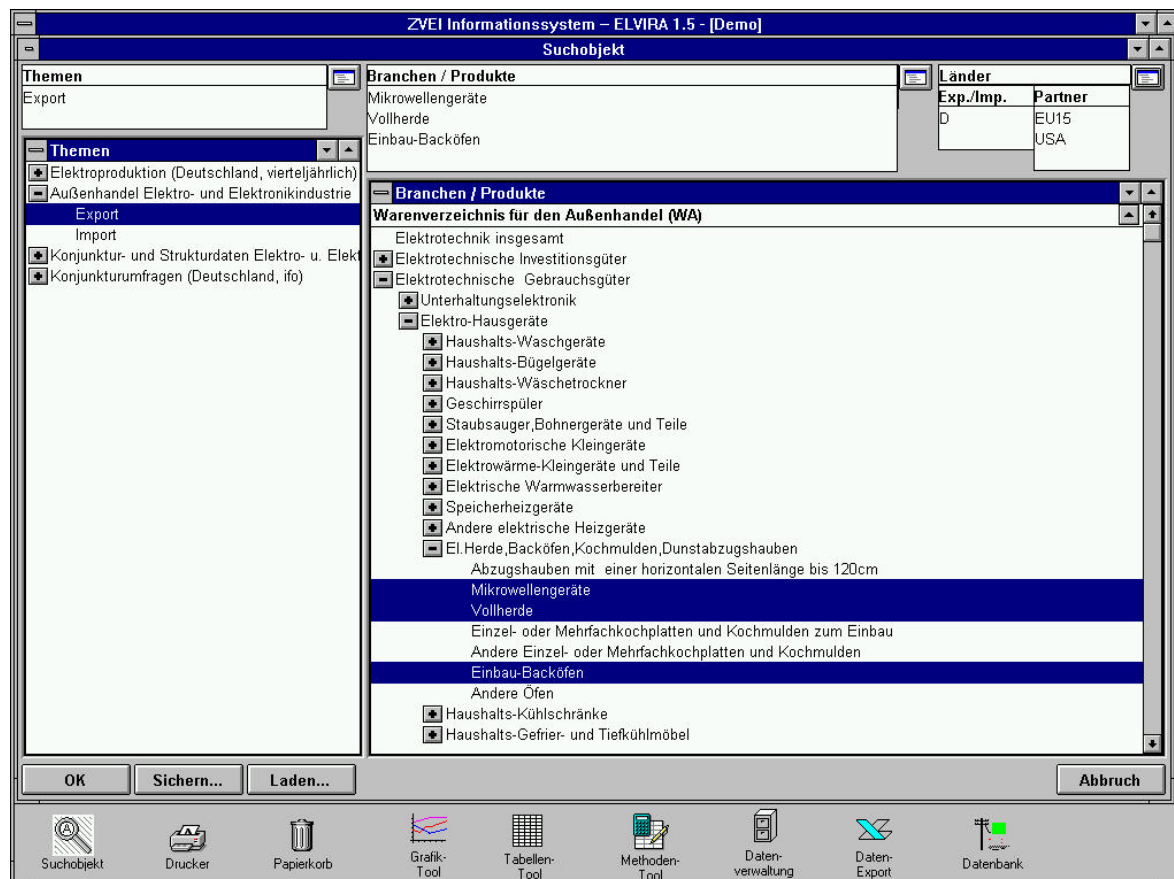 ZVEI Informationssystem – ELVIRA 1.5 - [Demo]
Suchobjekt
Themen
Export
Branchen / Produkte
Mikrowellengeräte
Vollherde
Einbau-Backöfen
Länder
Exp./Imp. Partner
D EU15
USA
Themen
Elektroproduktion (Deutschland, vierteljährlich)
Außenhandel Elektro- und Elektronikindustrie
Export
Import
Konjunktur- und Strukturdaten Elektro- u. Elekt
Konjunkturumfragen (Deutschland, ifo)
Branchen / Produkte
Warenverzeichnis für den Außenhandel (WA)
Elektrotechnik insgesamt
Elektrotechnische Investitionsgüter
Elektrotechnische Gebrauchsgüter
Unterhaltungselektronik
Elektro-Hausgeräte
Haushalts-Waschgeräte
Haushalts-Bügelgeräte
Haushalts-Wäschetrockner
Geschirrspüler
Staubsauger,Bohnergeräte und Teile
Elektromotorische Kleingeräte
Elektrowärme-Kleingeräte und Teile
Elektrische Warmwasserbereiter
Speicherheizgeräte
Andere elektrische Heizgeräte
El.Herde,Backöfen,Kochmulden,Dunstabzugshauben
Abzugshauben mit einer horizontalen Seitenlänge bis 120cm
Mikrowellengeräte
Vollherde
Einzel- oder Mehrfachkochplatten und Kochmulden zum Einbau
Andere Einzel- oder Mehrfachkochplatten und Kochmulden
Einbau-Backöfen
Andere Öfen
Haushalts-Kühlschränke
Haushalts-Gefrier- und Tiefkühlmöbel
OK Sichern... Laden... Abbruch
Suchobjekt
Drucker
Papierkorb
Grafik-
Tool
Tabellen-
Tool
Methoden-
Tool
Daten-
verwaltung
Daten-
Export
Datenbank